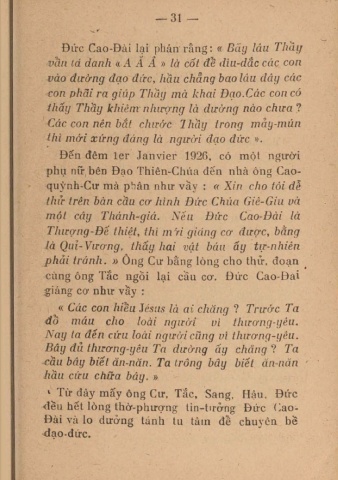 — 31 —
Đức Cao-Đài lại phán rằng: « Bấy lâu Thầy
vẫn tá danh « A Ă Â » là cốt để dìu-dắc các con
vào đường đạo đức, hầu chẳng bao lâu đây các
con phải ra giúp Thầy mà khai Đạo. Các con có
thấy Thầy khiêm nhượng là dường nào chưa ?
Các con nên bắt chước Thầy trong mảy-mún
thì mới xứng đáng là người đạo đức ».
Đến đêm 1er Janvier 1926, có một người
phụ nữ bên Đạo Thiên-Chúa đến nhà ông Cao-
quỳnh-Cư mà phân như vầy : « Xin cho tôi để
thử trên bàn cầu cơ hình Đức Chúa Giê-Giu và
một cây Thánh-giá. Nếu Đức Cao-Đài là
Thượng-Đế thiệt, thì mới giáng cơ được, bằng
là Quỉ-Vương, thấy hai vật báu ấy tự-nhiên
phải tránh. » Ông Cư bằng lòng cho thử, đoạn
cùng ông Tắc ngồi lại cầu cơ. Đức Cao-Đài
giáng cơ như vầy :
« Các con hiểu Jésus là ai chăng ? Trước Ta
đổ máu cho loài người vì thương-yêu.
Nay ta đến cứu loài người cũng vì thương-yêu.
Bây đủ thương-yêu Ta dường ấy chăng ? Ta
cầu bây biết ăn-năn. Ta trông bây biết ăn-năn
hầu cứu chữa bây. »
Từ đây mấy ông Cư, Tắc, Sang, Hậu, Đức
đều hết lòng thờ-phượng tin-tưởng Đức Cao-
Đài và lo dưỡng tánh tu tâm để chuyên bề
đạo-đức.